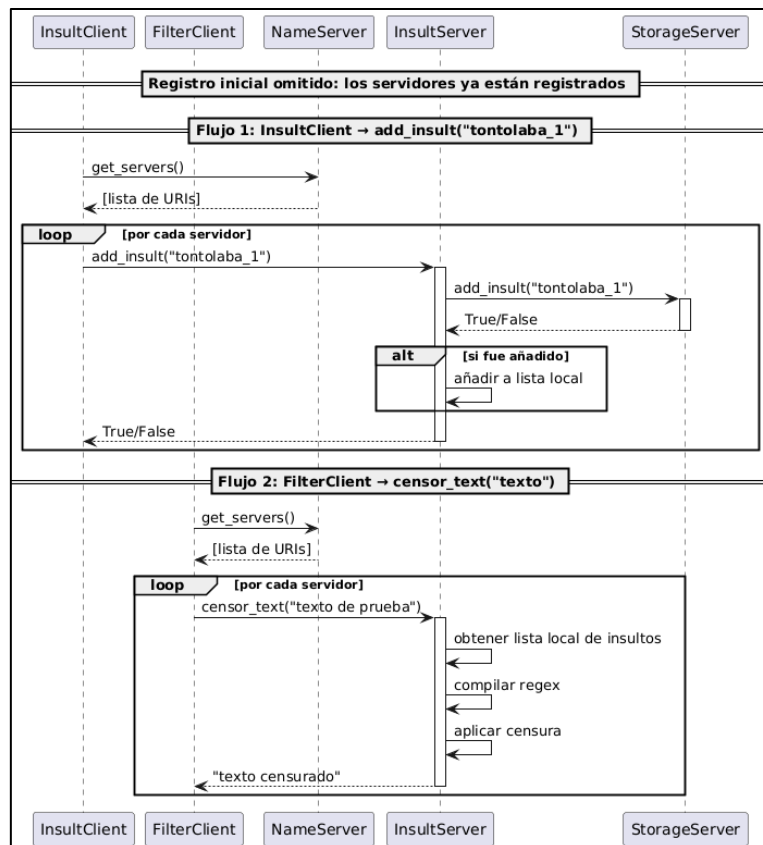 InsultClient FilterClient NameServer InsultServer StorageServer
Registro inicial omitido: los servidores ya están registrados
Flujo 1: InsultClient → add_insult("tontolaba_1")
get_servers()
[lista de URIs]
loop [por cada servidor]
add_insult("tontolaba_1")
add_insult("tontolaba_1")
True/False
alt [si fue añadido]
añadir a lista local
True/False
Flujo 2: FilterClient → censor_text("texto")
get_servers()
[lista de URIs]
loop [por cada servidor]
censor_text("texto de prueba")
obtener lista local de insultos
compilar regex
aplicar censura
"texto censurado"
InsultClient FilterClient NameServer InsultServer StorageServer